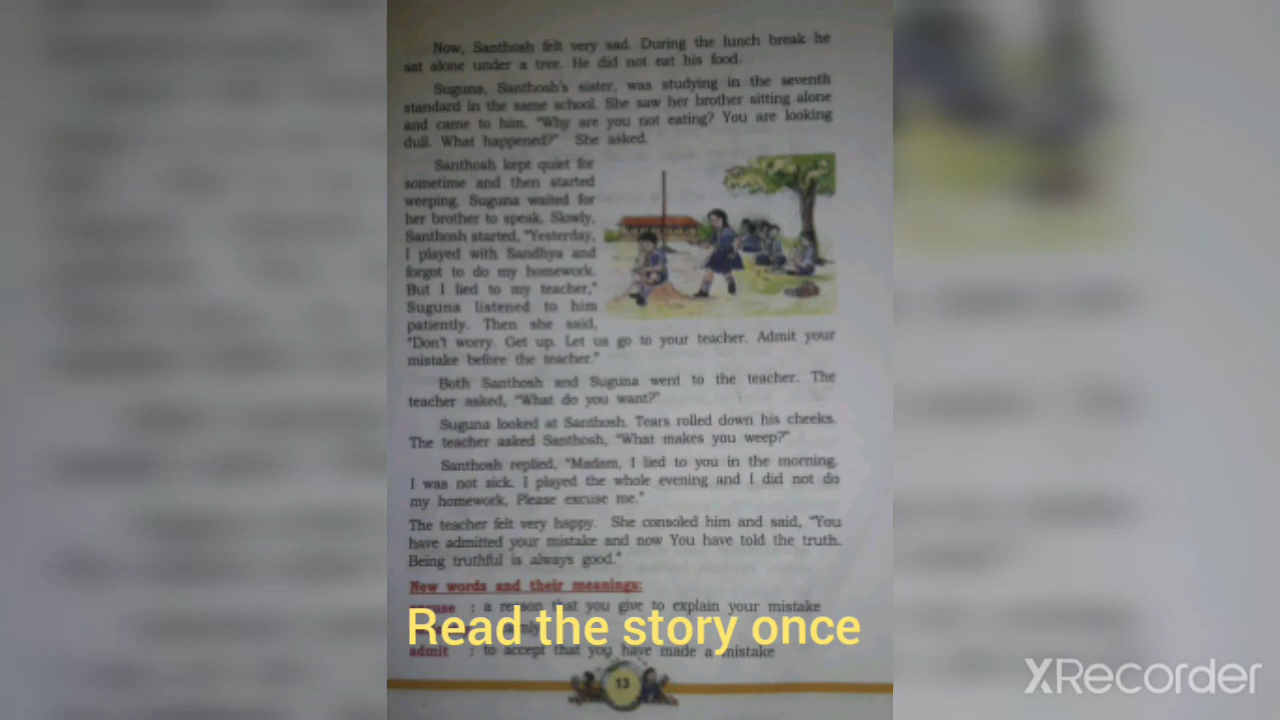 Now, Santhosh felt very sad. During the lunch break he
sat alone under a tree. He did not eat his food.
Suguna, Santhosh's sister, was studying in the seventh
standard in the same school. She saw her brother sitting alone
and came to him. "Why are you not eating? You are looking
dull. What happened?" She asked.
Santhosh kept quiet for
sometime and then started
weeping. Suguna waited for
her brother to speak. Slowly,
Santhosh started, "Yesterday,
I played with Sandhya and
forgot to do my homework.
But I lied to my teacher,"
Suguna listened to him
patiently. Then she said,
"Don't worry. Get up. Let us go to your teacher. Admit your
mistake before the teacher."
Both Santhosh and Suguna went to the teacher. The
teacher asked, "What do you want?"
Suguna looked at Santhosh. Tears rolled down his cheeks.
The teacher asked Santhosh, "What makes you weep?"
Santhosh replied, "Madam, I lied to you in the morning,
I was not sick. I played the whole evening and I did not do
my homework, Please excuse me."
The teacher felt very happy. She consoled him and said, "You
have admitted your mistake and now You have told the truth.
Being truthful is always good."
New words and their meanings:
excuse : a reason that you give to explain your mistake
Read the story once
admit : to accept that you have made a mistake
13
XRecorder